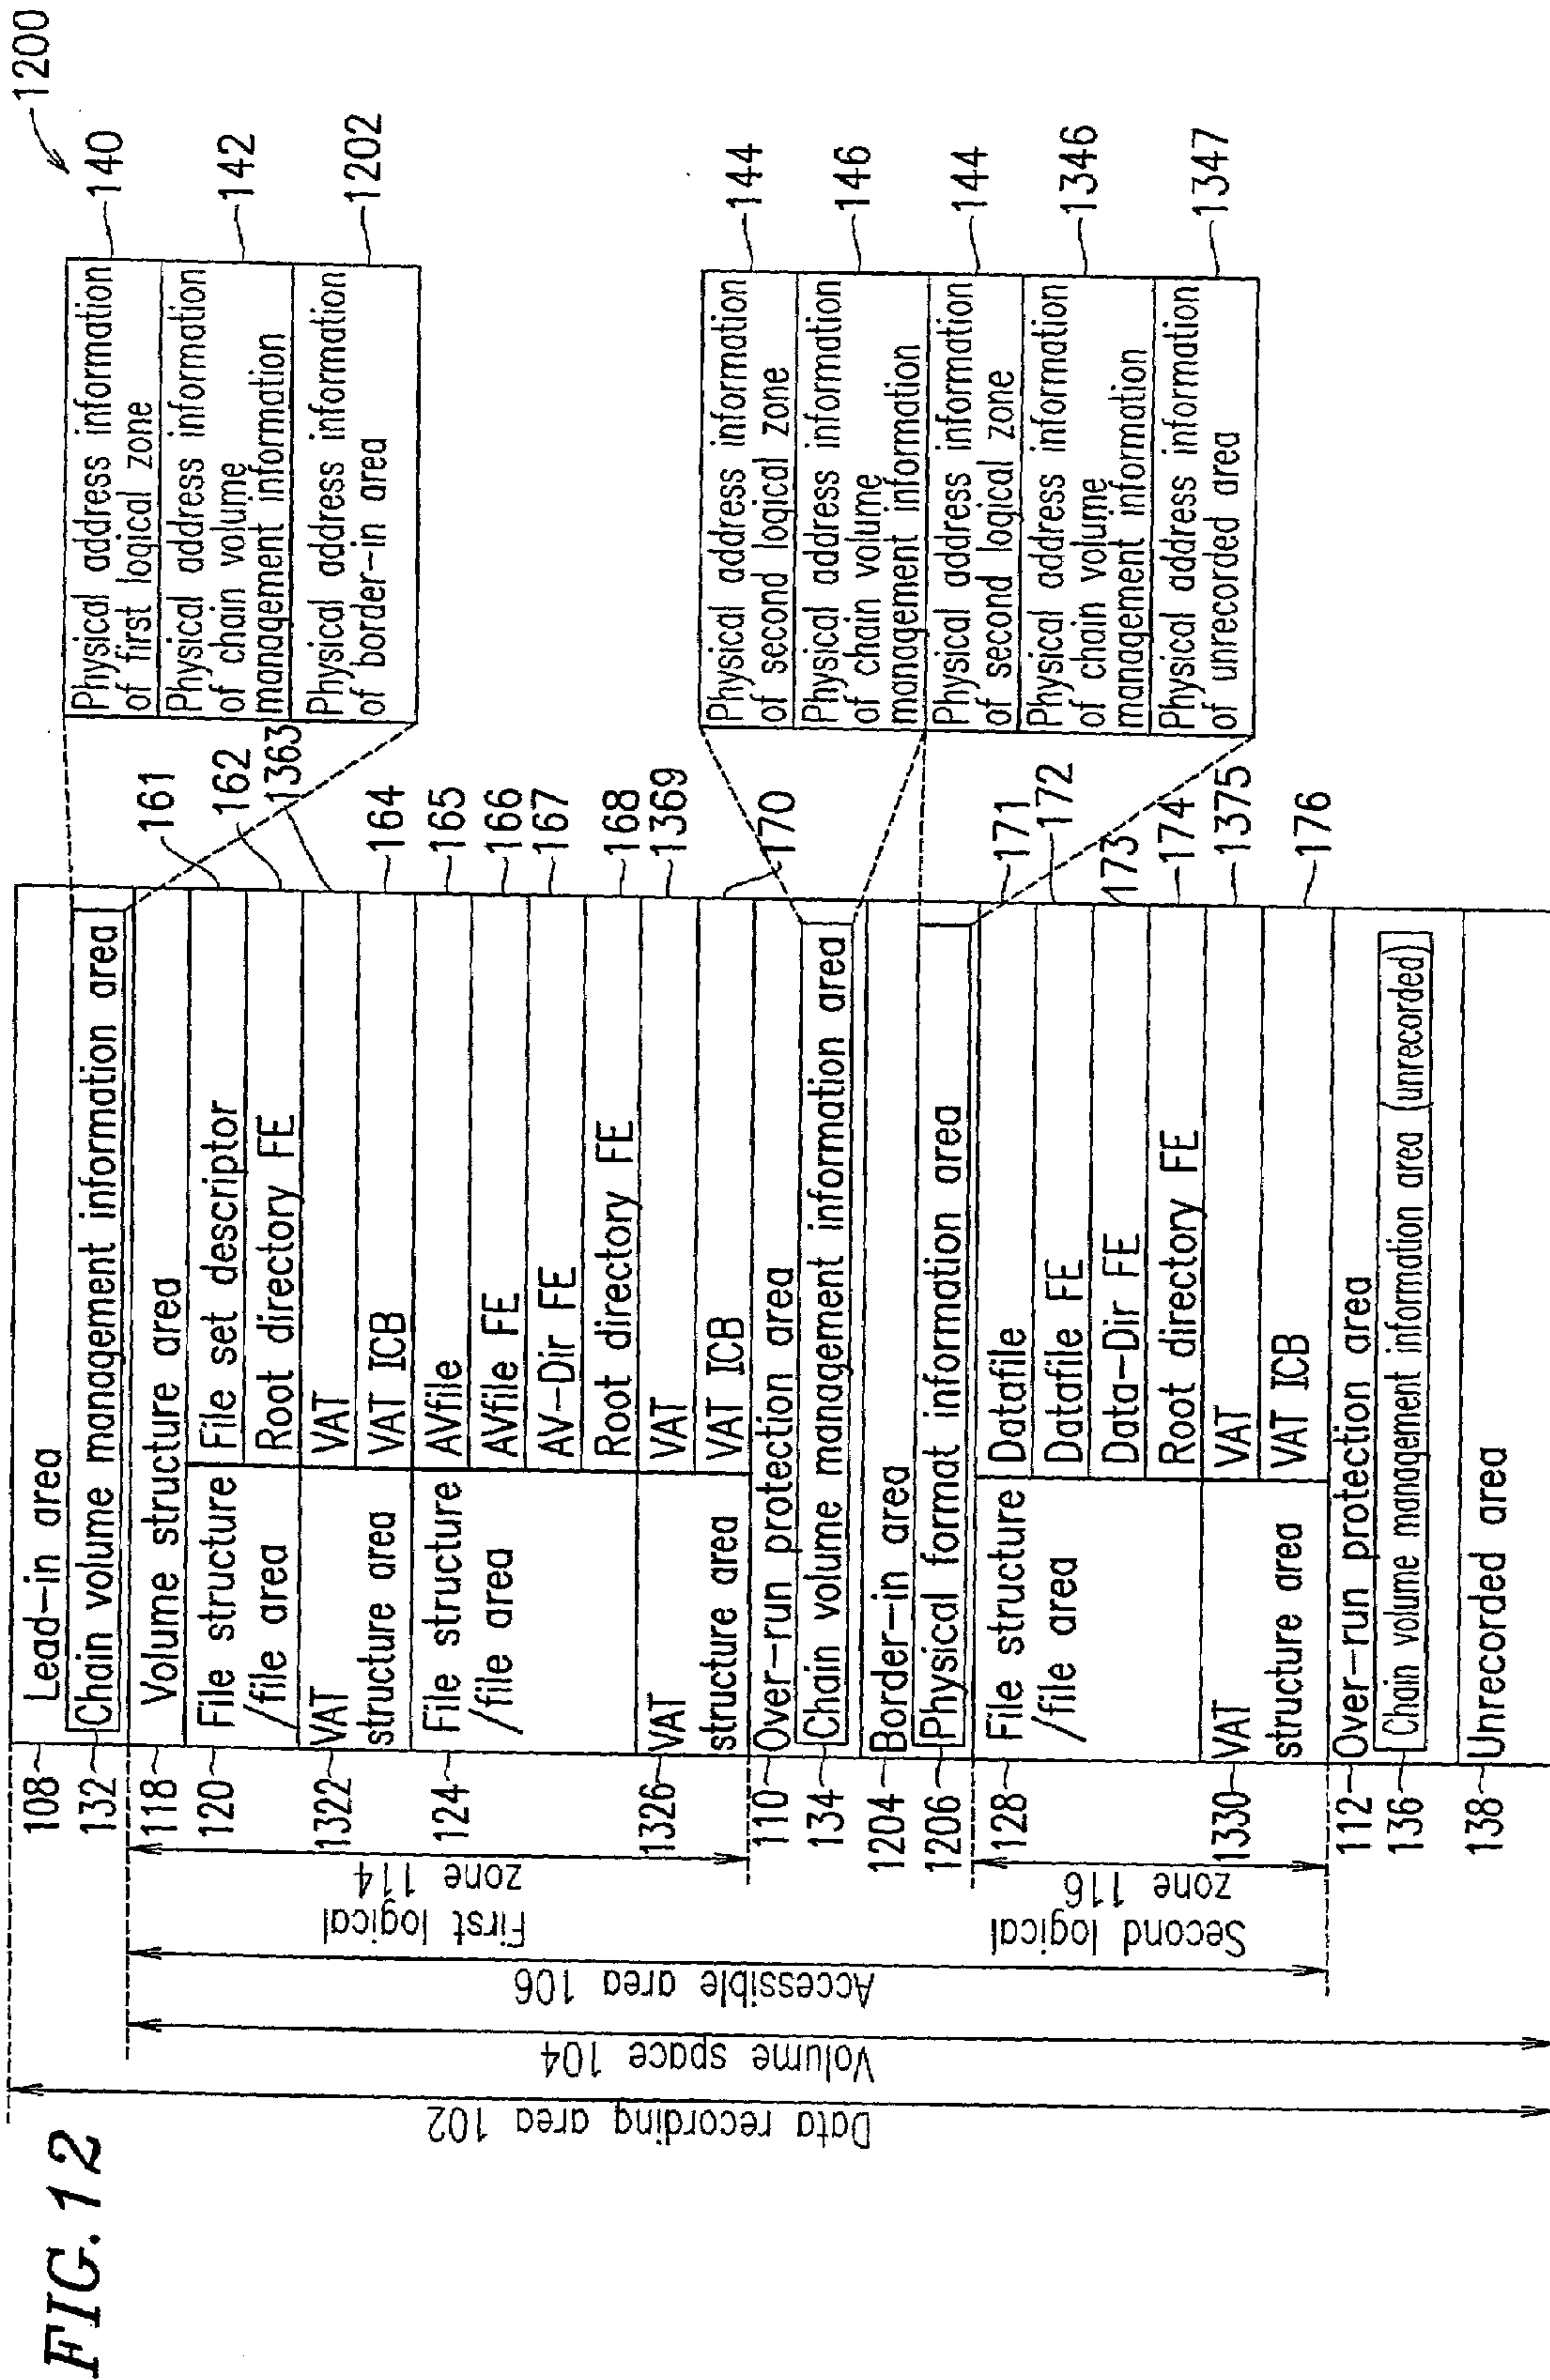 FIG. 12
1200
Data recording area 102
Volume space 104
Accessible area 106
First logical
zone 114
Second logical
zone 116
108
Lead-in area
132
Chain volume management information area
118
Volume structure area
120
File structure
/file area
File set descriptor
161
Root directory FE
162
1322
VAT
structure area
VAT
1363
VAT ICB
164
124
File structure
/file area
AVfile
165
AVfile FE
166
AV-Dir FE
167
Root directory FE
168
1326
VAT
structure area
VAT
1369
VAT ICB
170
110
Over-run protection area
134
Chain volume management information area
1204
Border-in area
1206
Physical format information area
128
File structure
/file area
Datafile
171
Datafile FE
172
Data-Dir FE
173
Root directory FE
174
1330
VAT
structure area
VAT
1375
VAT ICB
176
112
Over-run protection area
136
Chain volume management information area (unrecorded)
138
Unrecorded area
Physical address information
of first logical zone
140
Physical address information
of chain volume
management information
142
Physical address information
of border-in area
1202
Physical address information
of second logical zone
144
Physical address information
of chain volume
management information
146
Physical address information
of second logical zone
144
Physical address information
of chain volume
management information
1346
Physical address information
of unrecorded area
1347